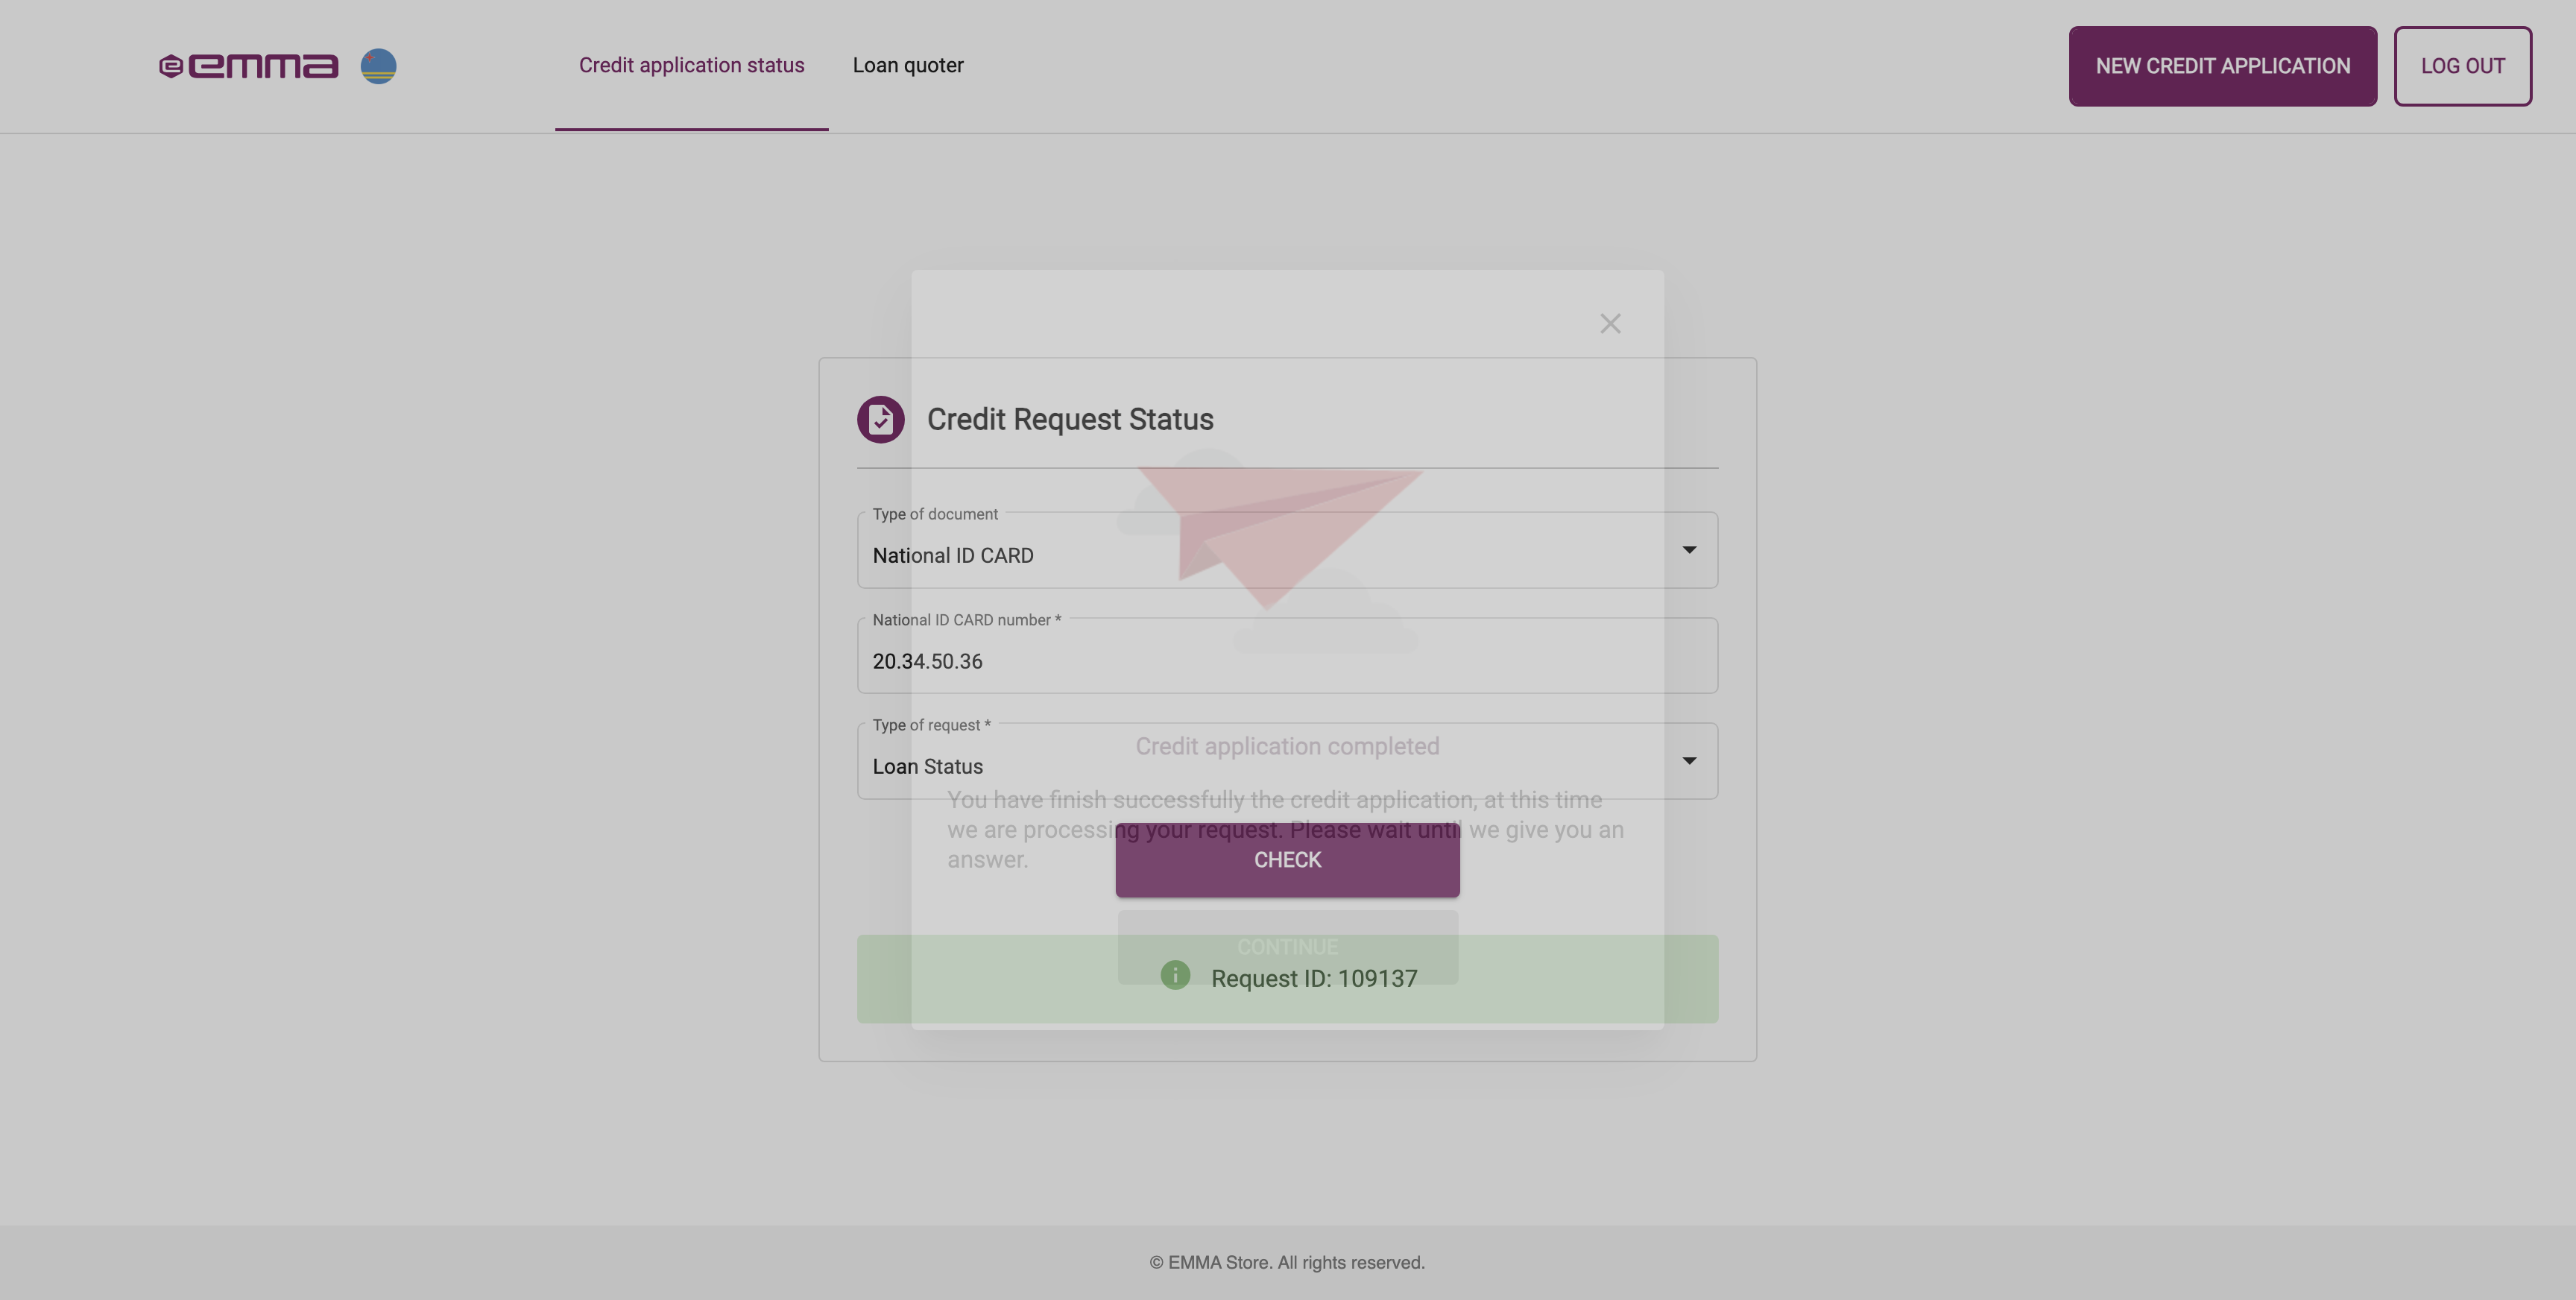 emma
Credit application status
Loan quoter
NEW CREDIT APPLICATION
LOG OUT
Credit Request Status
Type of document
National ID CARD
National ID CARD number *
20.34.50.36
Type of request *
Loan Status
Credit application completed
You have finish successfully the credit application, at this time
we are processing your request. Please wait until we give you an
answer.
CHECK
CONTINUE
Request ID: 109137
© EMMA Store. All rights reserved.